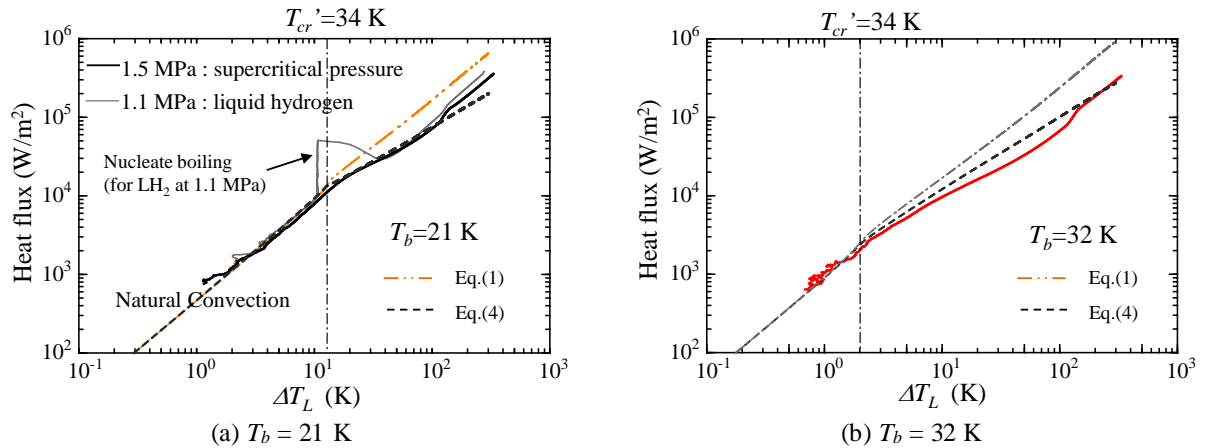 T_cr'=34 K
10^6
10^5
10^4
10^3
10^2
Heat flux (W/m^2)
1.5 MPa : supercritical pressure
1.1 MPa : liquid hydrogen
Nucleate boiling
(for LH_2 at 1.1 MPa)
T_b=21 K
Eq.(1)
Eq.(4)
Natural Convection
10^-1 10^0 10^1 10^2 10^3
ΔT_L (K)
(a) T_b = 21 K
T_cr'=34 K
10^6
10^5
10^4
10^3
10^2
Heat flux (W/m^2)
T_b=32 K
Eq.(1)
Eq.(4)
10^-1 10^0 10^1 10^2 10^3
ΔT_L (K)
(b) T_b = 32 K